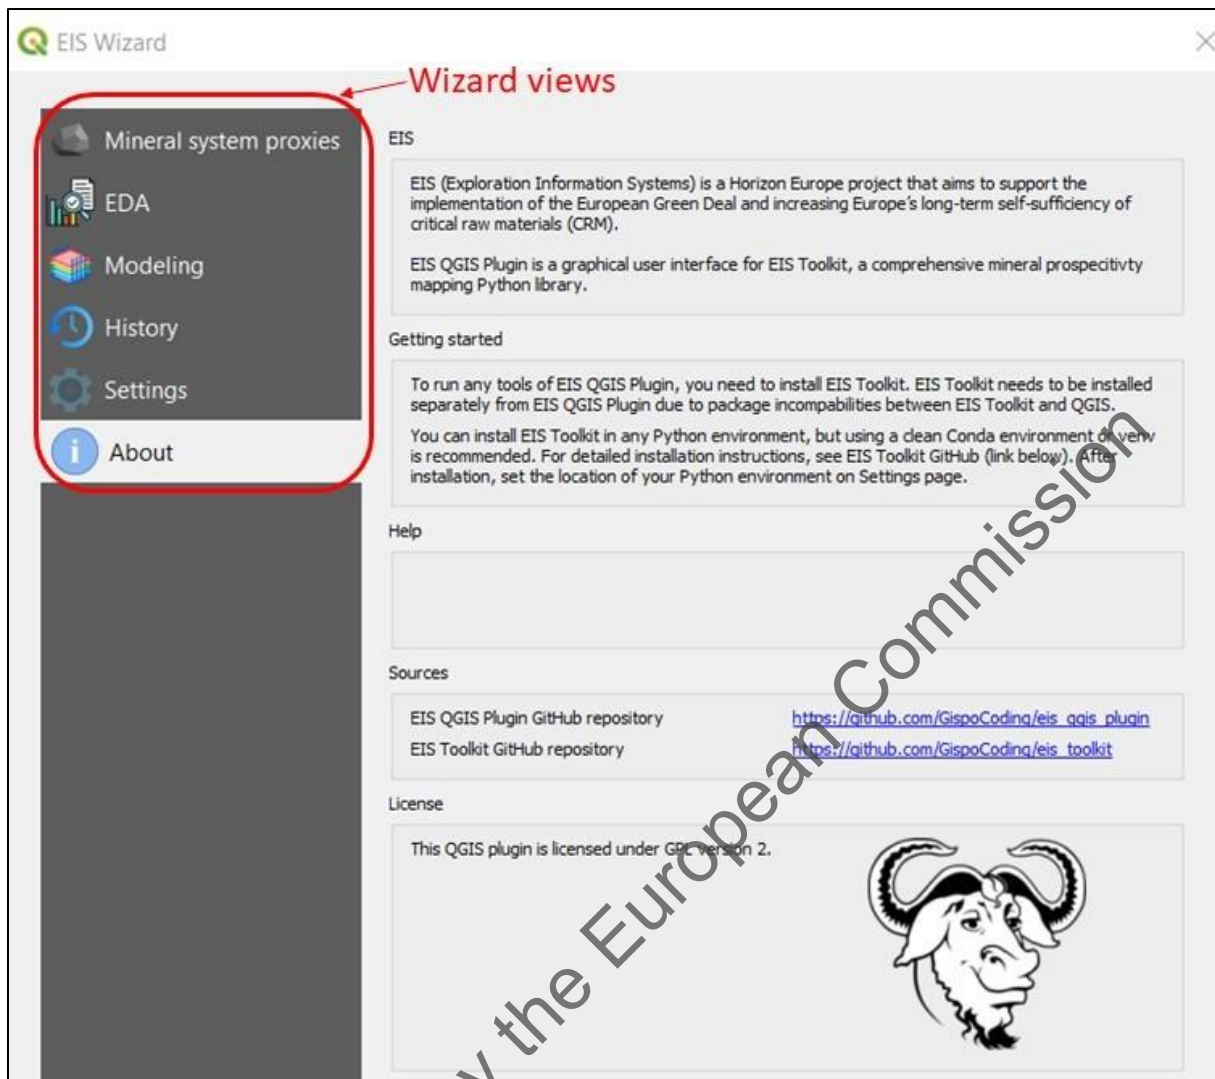 EIS Wizard
Wizard views
Mineral system proxies
EDA
Modeling
History
Settings
About
EIS
EIS (Exploration Information Systems) is a Horizon Europe project that aims to support the
implementation of the European Green Deal and increasing Europe's long-term self-sufficiency of
critical raw materials (CRM).
EIS QGIS Plugin is a graphical user interface for EIS Toolkit, a comprehensive mineral prospecitivty
mapping Python library.
Getting started
To run any tools of EIS QGIS Plugin, you need to install EIS Toolkit. EIS Toolkit needs to be installed
separately from EIS QGIS Plugin due to package incompabilities between EIS Toolkit and QGIS.
You can install EIS Toolkit in any Python environment, but using a clean Conda environment or venv
is recommended. For detailed installation instructions, see EIS Toolkit GitHub (link below). After
installation, set the location of your Python environment on Settings page.
Help
Sources
EIS QGIS Plugin GitHub repository https://github.com/GispoCoding/eis_qgis_plugin
EIS Toolkit GitHub repository https://github.com/GispoCoding/eis_toolkit
License
This QGIS plugin is licensed under GPL version 2.
by the European Commission